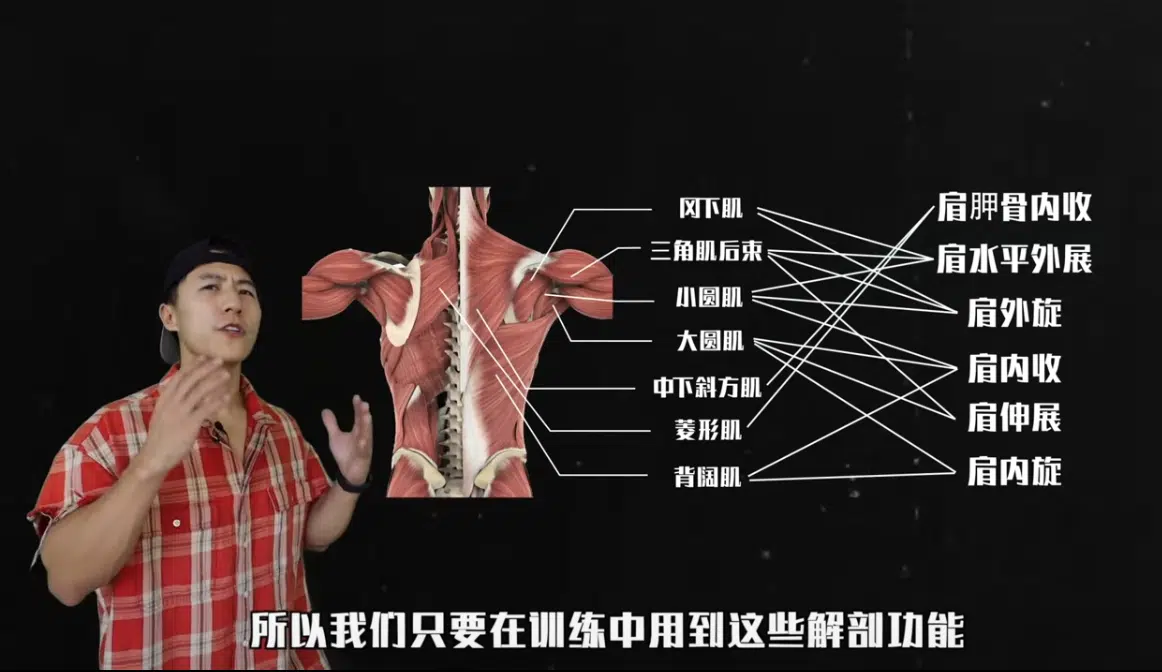 冈下肌
三角肌后束
小圆肌
大圆肌
中下斜方肌
菱形肌
背阔肌
肩胛骨内收
肩水平外展
肩外旋
肩内收
肩伸展
肩内旋
所以我们只要在训练中用到这些解剖功能